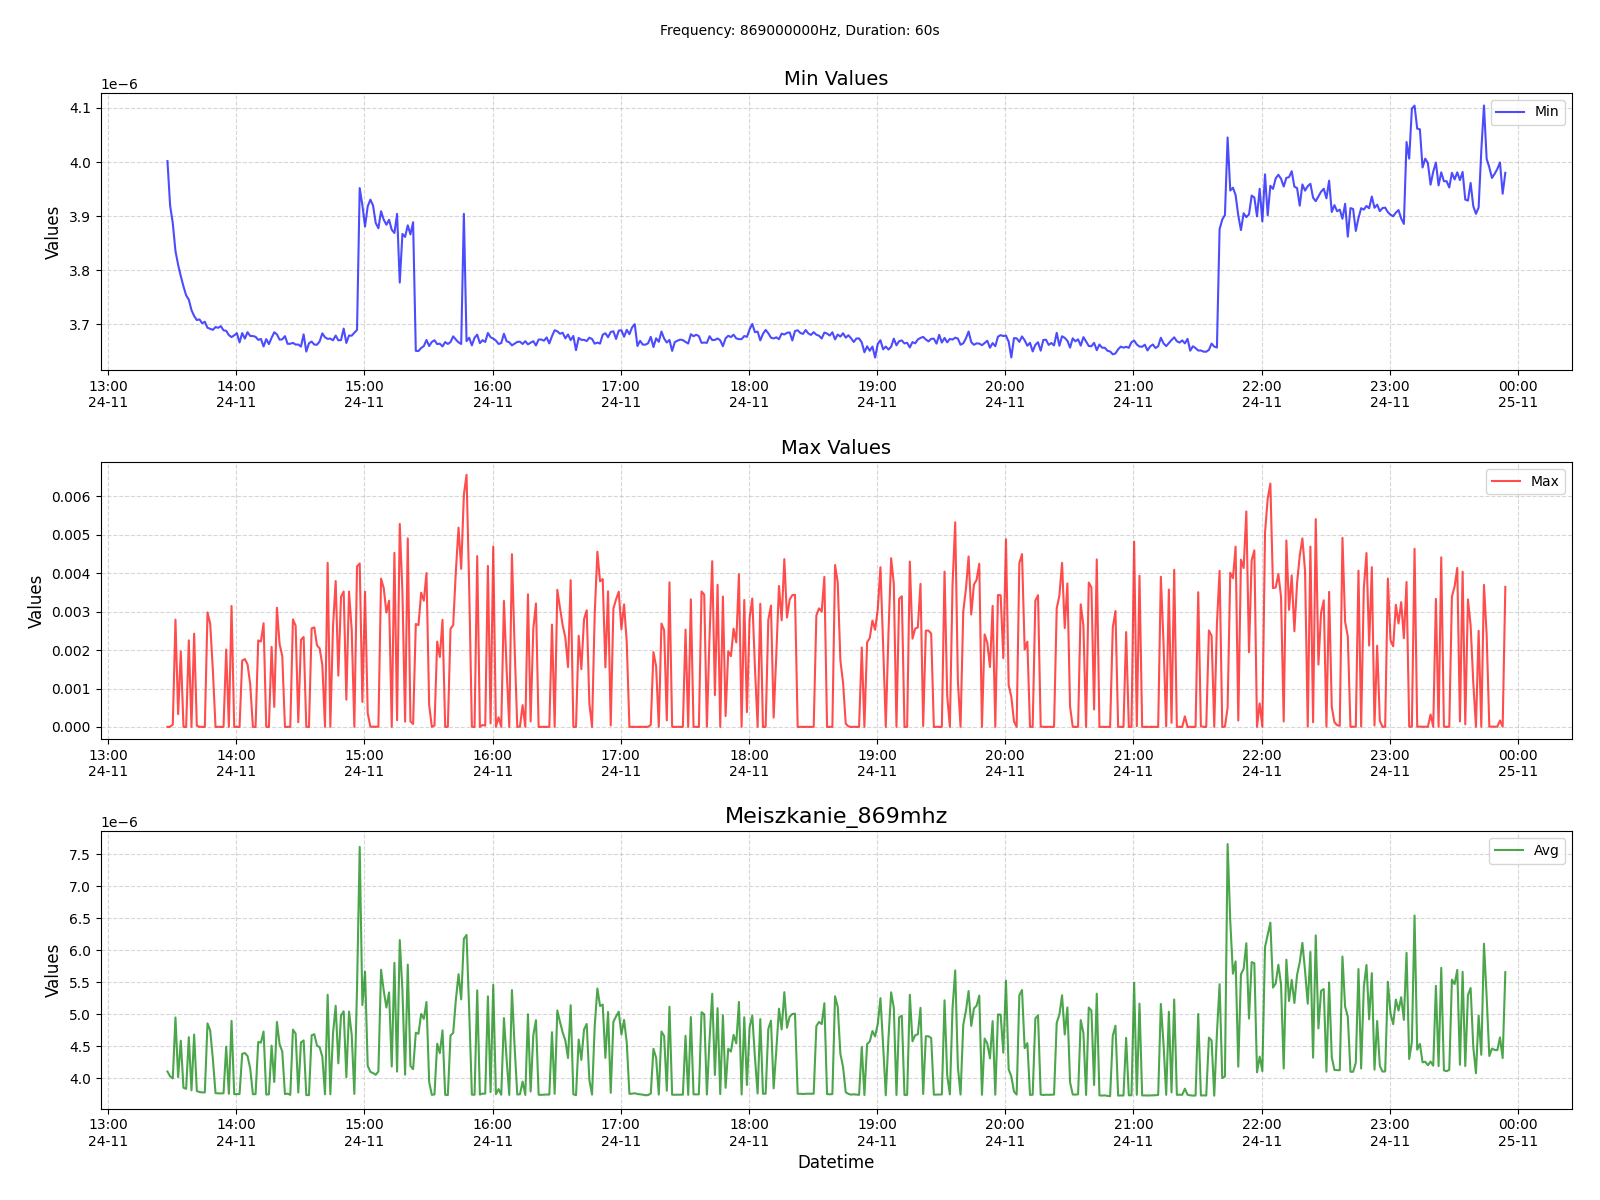 Frequency: 869000000Hz, Duration: 60s
Min Values
1e−6
Values
4.1
4.0
3.9
3.8
3.7
Min
13:00 14:00 15:00 16:00 17:00 18:00 19:00 20:00 21:00 22:00 23:00 00:00
24-11 24-11 24-11 24-11 24-11 24-11 24-11 24-11 24-11 24-11 24-11 25-11
Max Values
Values
0.006
0.005
0.004
0.003
0.002
0.001
0.000
Max
13:00 14:00 15:00 16:00 17:00 18:00 19:00 20:00 21:00 22:00 23:00 00:00
24-11 24-11 24-11 24-11 24-11 24-11 24-11 24-11 24-11 24-11 24-11 25-11
Meiszkanie_869mhz
1e−6
Values
7.5
7.0
6.5
6.0
5.5
5.0
4.5
4.0
Avg
13:00 14:00 15:00 16:00 17:00 18:00 19:00 20:00 21:00 22:00 23:00 00:00
24-11 24-11 24-11 24-11 24-11 24-11 24-11 24-11 24-11 24-11 24-11 25-11
Datetime